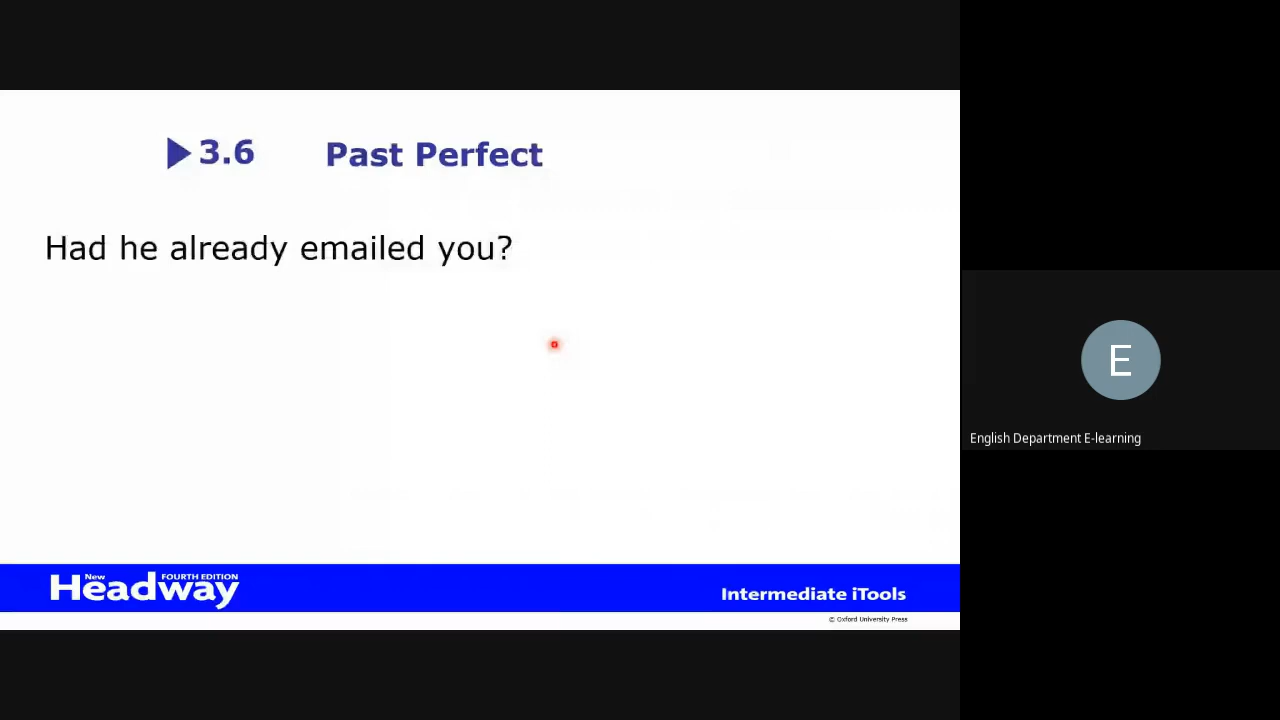 3.6 Past Perfect
Had he already emailed you?
New Headway FOURTH EDITION
Intermediate iTools
© Oxford University Press
E
English Department E-learning